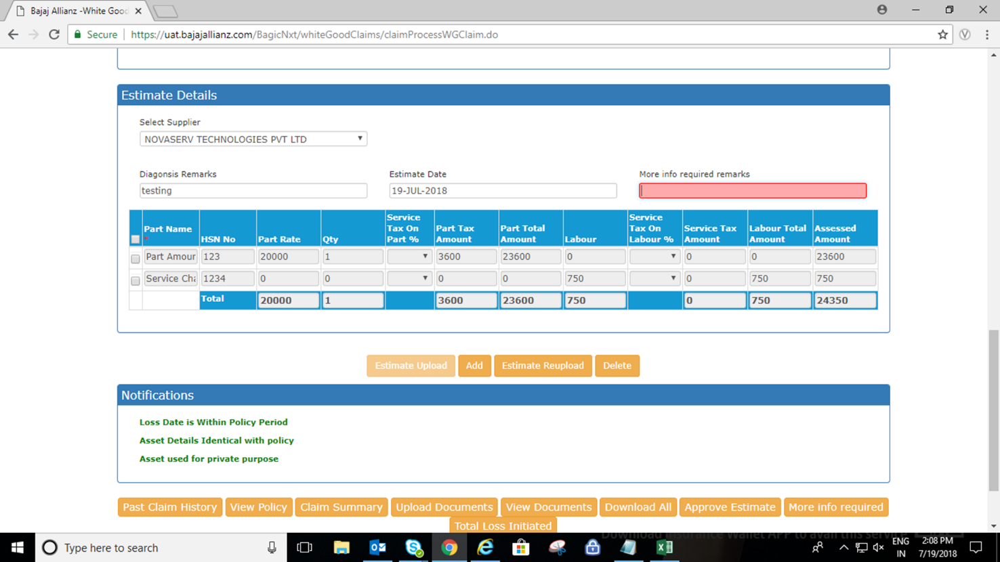 Bajaj Allianz -White Good
Secure https://uat.bajajallianz.com/BagicNxt/whiteGoodClaims/claimProcessWGClaim.do
Estimate Details
Select Supplier
NOVASERV TECHNOLOGIES PVT LTD
Diagonsis Remarks Estimate Date More info required remarks
testing 19-JUL-2018
Part Name * HSN No Part Rate Qty Service Tax On Part % Part Tax Amount Part Total Amount Labour Service Tax On Labour % Service Tax Amount Labour Total Amount Assessed Amount
Part Amour 123 20000 1 3600 23600 0 0 0 23600
Service Cha 1234 0 0 0 0 750 0 750 750
Total 20000 1 3600 23600 750 0 750 24350
Estimate Upload Add Estimate Reupload Delete
Notifications
Loss Date is Within Policy Period
Asset Details Identical with policy
Asset used for private purpose
Past Claim History View Policy Claim Summary Upload Documents View Documents Download All Approve Estimate More info required
Total Loss Initiated
Download Insurance Wallet APP to avail this service
Type here to search
ENG 2:08 PM
IN 7/19/2018